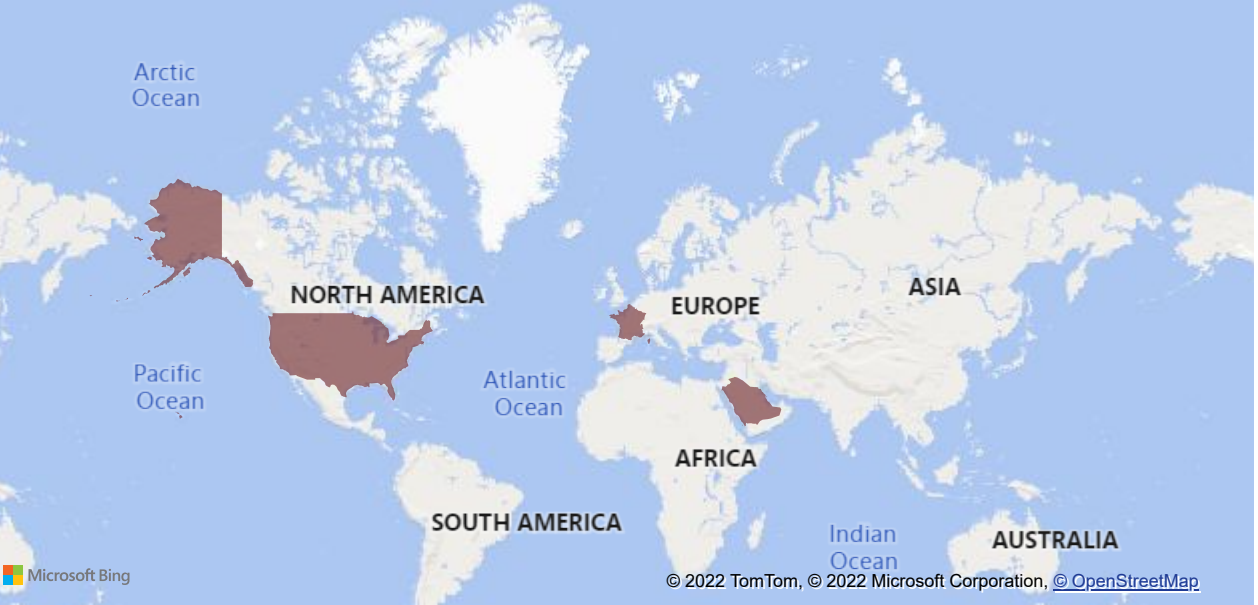 Arctic
Ocean
NORTH AMERICA
EUROPE
ASIA
Pacific
Ocean
Atlantic
Ocean
AFRICA
SOUTH AMERICA
Indian
Ocean
AUSTRALIA
Microsoft Bing
© 2022 TomTom, © 2022 Microsoft Corporation, © OpenStreetMap